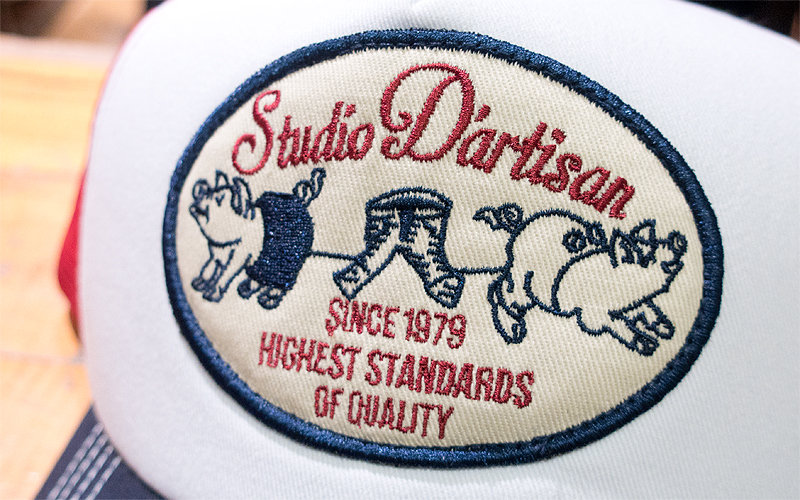 Studio D'artisan
SINCE 1979
HIGHEST STANDARDS
OF QUALITY